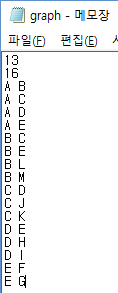 graph - 메모장
파일(F) 편집(E)
13
16
A B
A C
A D
A E
B C
B E
B L
B M
C D
C J
C K
D E
D H
D I
E F
E G